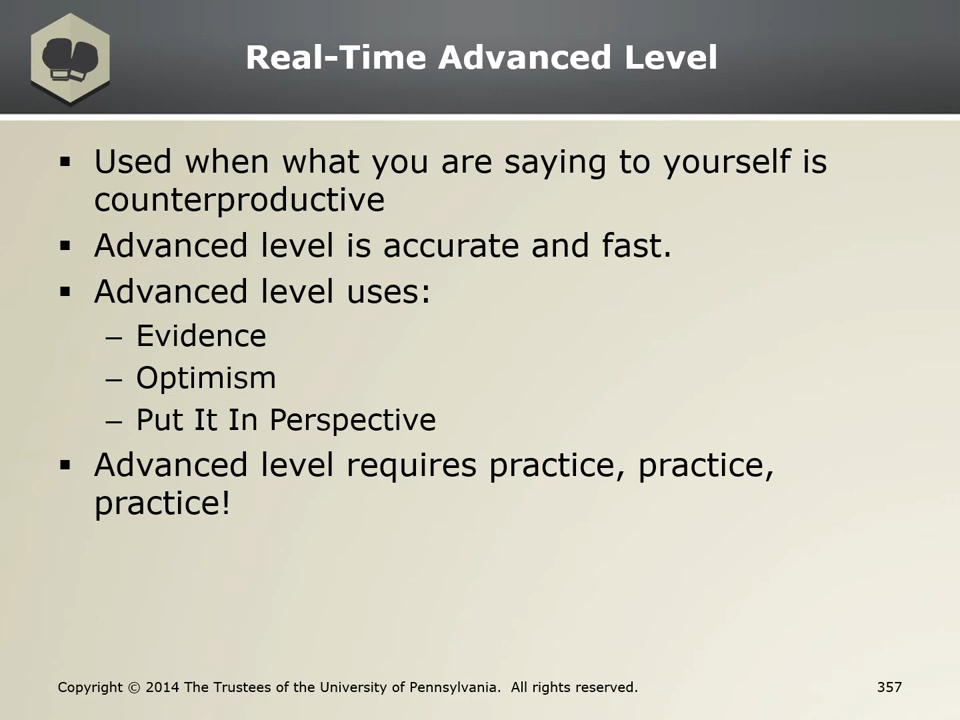 Real-Time Advanced Level
▪ Used when what you are saying to yourself is
counterproductive
▪ Advanced level is accurate and fast.
▪ Advanced level uses:
– Evidence
– Optimism
– Put It In Perspective
▪ Advanced level requires practice, practice,
practice!
Copyright © 2014 The Trustees of the University of Pennsylvania. All rights reserved. 357